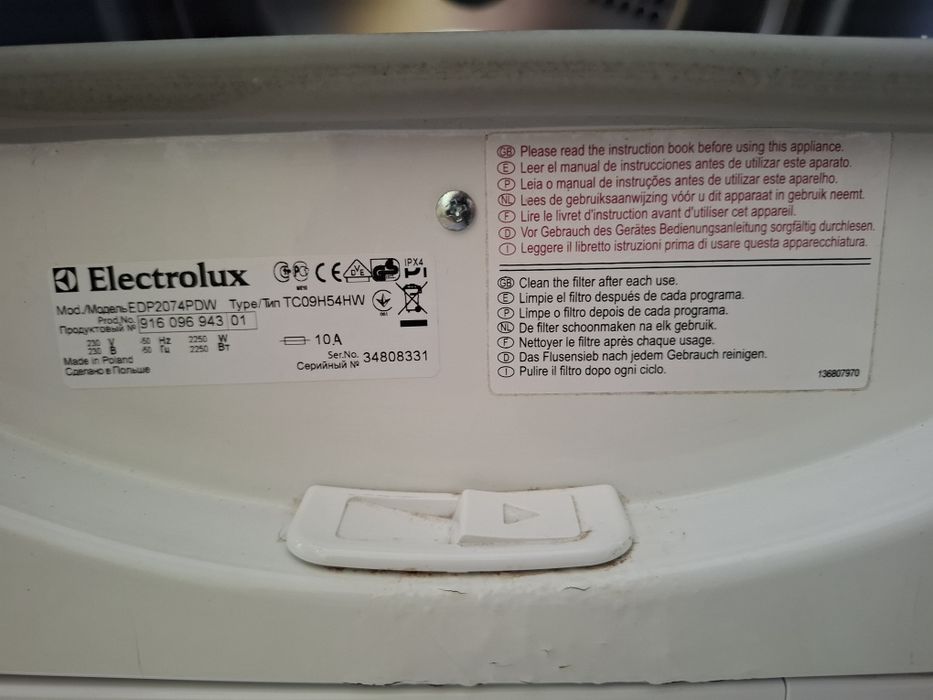 Electrolux
Mod./Модель EDP2074PDW Type/Тип TC09H54HW
Prod.No. 916 096 943 01
Продуктовый №
230 V ~50 Hz 2250 W
230 В ~50 Гц 2250 Вт
Made in Poland
Сделано в Польше
10A
Ser.No. 34808331
Серийный №
CE
DVE
GS
IPX4
GB Please read the instruction book before using this appliance.
E Leer el manual de instrucciones antes de utilizar este aparato.
P Leia o manual de instruções antes de utilizar este aparelho.
NL Lees de gebruiksaanwijzing vóór u dit apparaat in gebruik neemt.
F Lire le livret d'instruction avant d'utiliser cet appareil.
D Vor Gebrauch des Gerätes Bedienungsanleitung sorgfältig durchlesen.
I Leggere il libretto istruzioni prima di usare questa apparecchiatura.
GB Clean the filter after each use.
E Limpie el filtro después de cada programa.
P Limpe o filtro depois de cada programa.
NL De filter schoonmaken na elk gebruik.
F Nettoyer le filtre après chaque usage.
D Das Flusensieb nach jedem Gebrauch reinigen.
I Pulire il filtro dopo ogni ciclo.
136807970